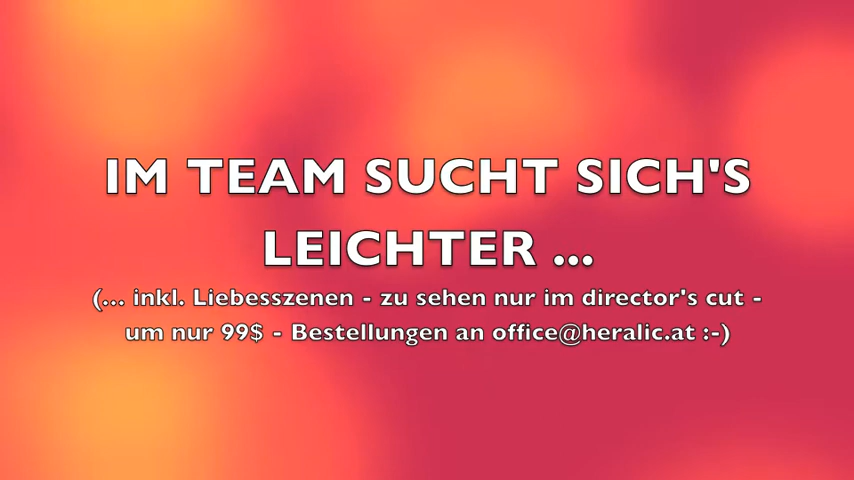 IM TEAM SUCHT SICH'S
LEICHTER ...
(... inkl. Liebesszenen - zu sehen nur im director's cut -
um nur 99$ - Bestellungen an office@heralic.at :-)